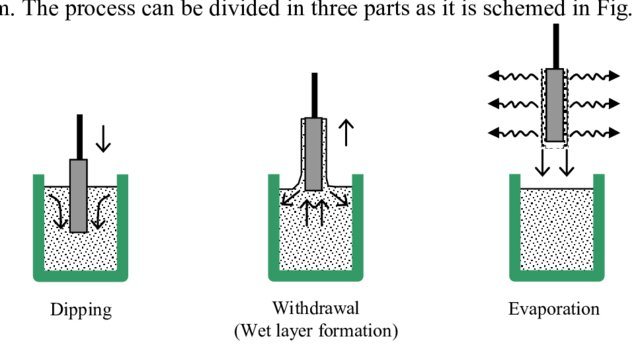 m. The process can be divided in three parts as it is schemed in Fig.
Dipping
Withdrawal
(Wet layer formation)
Evaporation